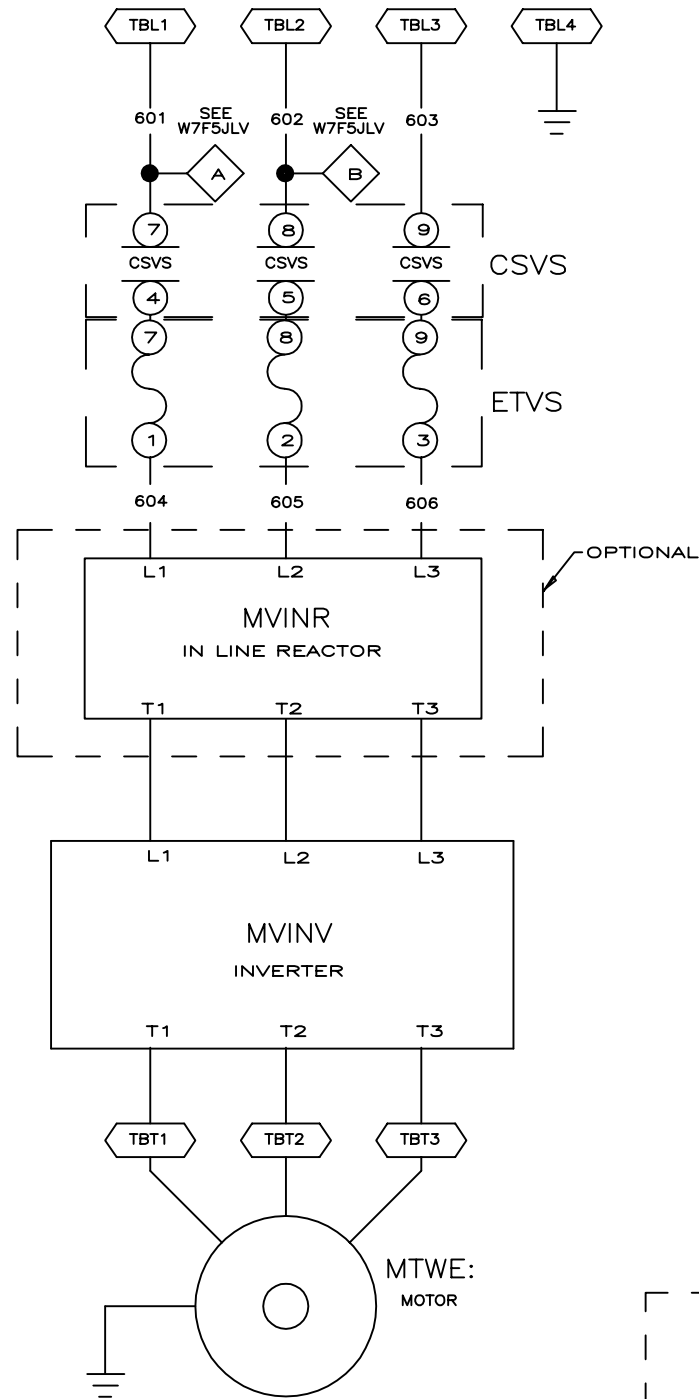 TBL1 TBL2 TBL3 TBL4
601 SEE W7F5JLV 602 SEE W7F5JLV 603
A B
7 8 9
CSVS CSVS CSVS CSVS
4 5 6
7 8 9
ETVS
1 2 3
604 605 606
OPTIONAL
L1 L2 L3
MVINR
IN LINE REACTOR
T1 T2 T3
L1 L2 L3
MVINV
INVERTER
T1 T2 T3
TBT1 TBT2 TBT3
MTWE:
MOTOR